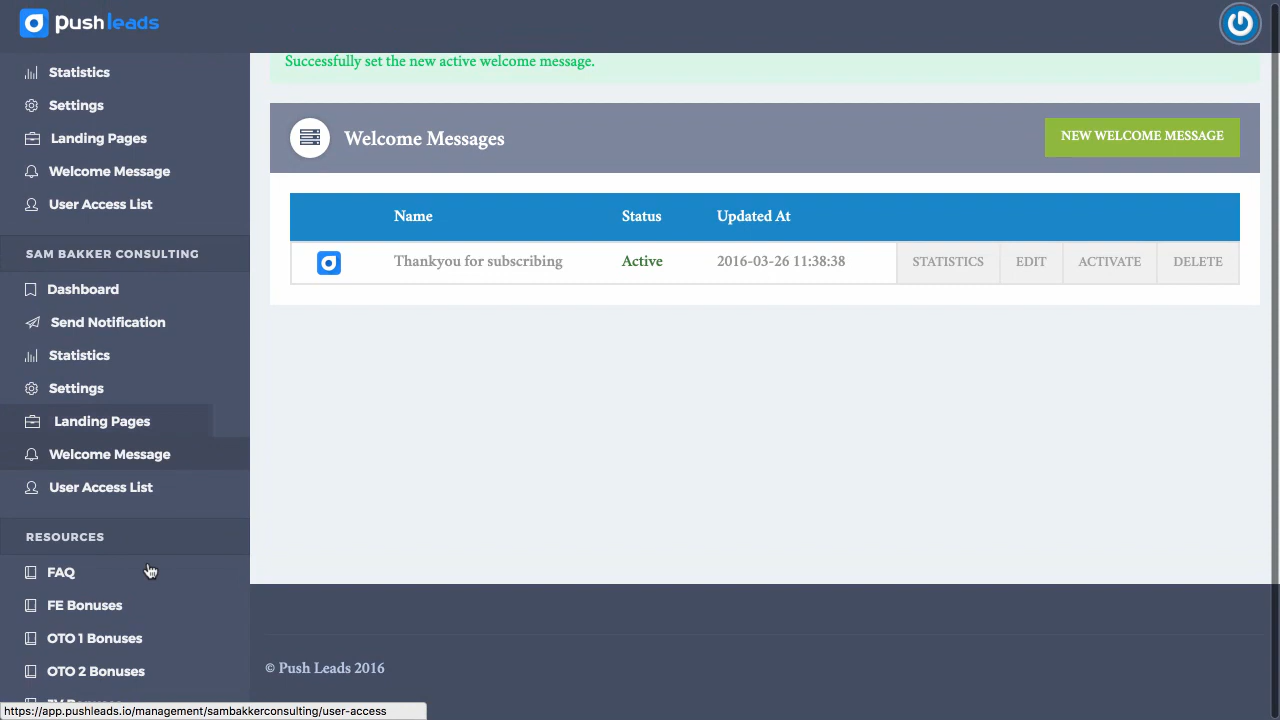 pushleads
Statistics
Settings
Landing Pages
Welcome Message
User Access List
SAM BAKKER CONSULTING
Dashboard
Send Notification
Statistics
Settings
Landing Pages
Welcome Message
User Access List
RESOURCES
FAQ
FE Bonuses
OTO 1 Bonuses
OTO 2 Bonuses
https://app.pushleads.io/management/sambakkerconsulting/user-access
Successfully set the new active welcome message.
Welcome Messages
NEW WELCOME MESSAGE
Name Status Updated At
Thankyou for subscribing Active 2016-03-26 11:38:38 STATISTICS EDIT ACTIVATE DELETE
© Push Leads 2016